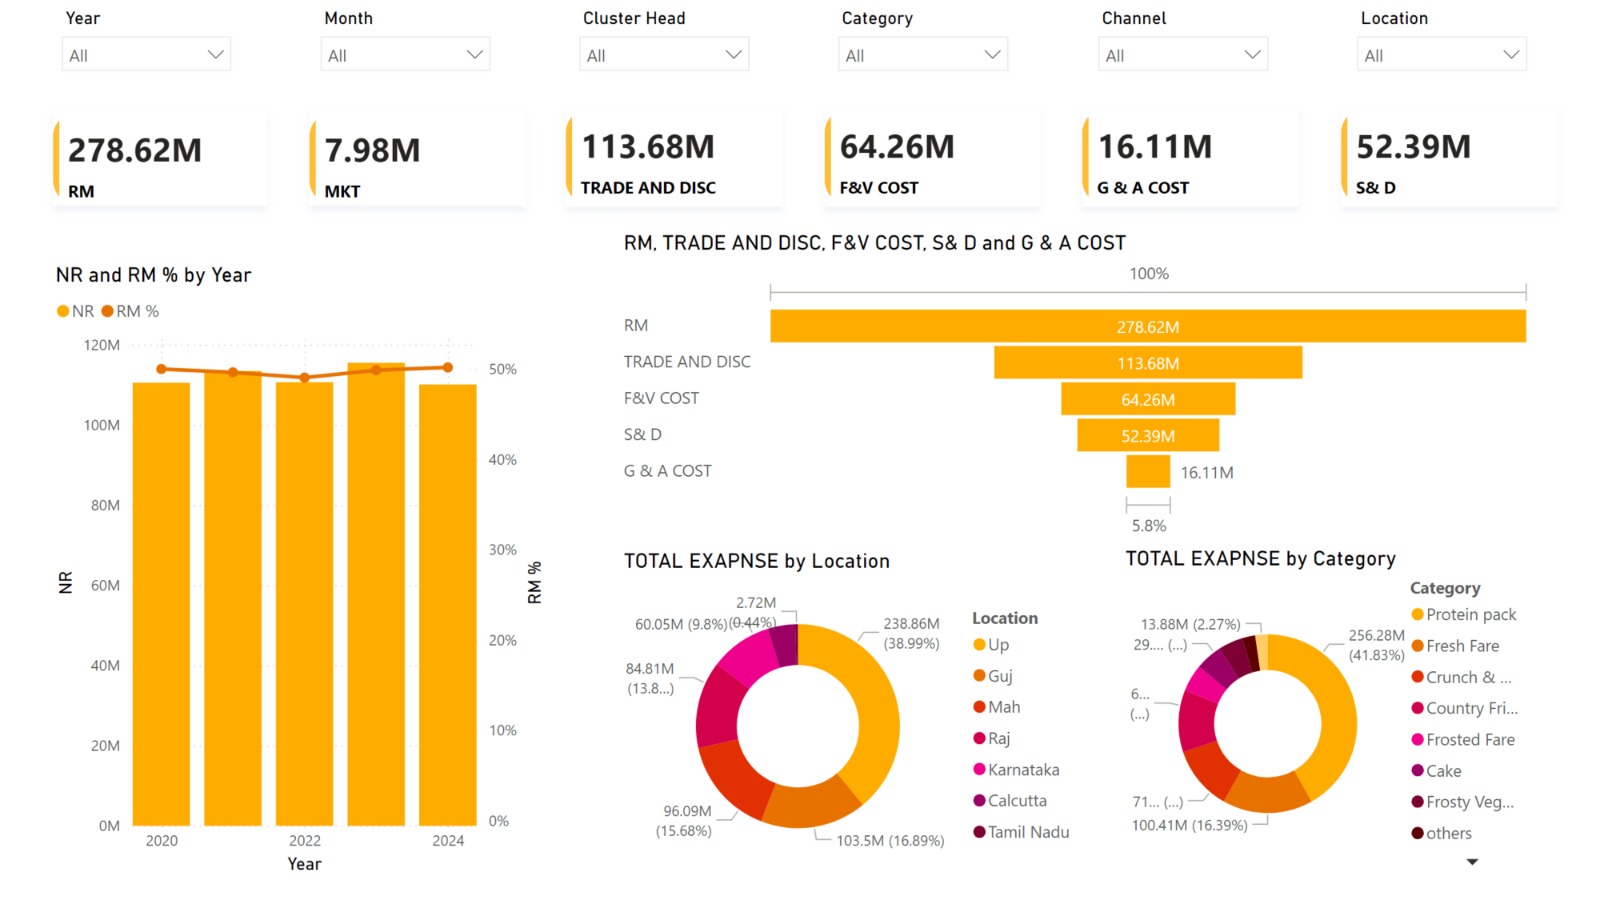 Year
Month
Cluster Head
Category
Channel
Location
All
All
All
All
All
All
278.62M
RM
7.98M
MKT
113.68M
TRADE AND DISC
64.26M
F&V COST
16.11M
G & A COST
52.39M
S& D
NR and RM % by Year
NR
RM %
120M
100M
80M
60M
40M
20M
0M
50%
40%
30%
20%
10%
0%
NR
RM %
2020
2022
2024
Year
RM, TRADE AND DISC, F&V COST, S& D and G & A COST
100%
RM
278.62M
TRADE AND DISC
113.68M
F&V COST
64.26M
S& D
52.39M
G & A COST
16.11M
5.8%
TOTAL EXAPNSE by Location
2.72M
(0.44%)
60.05M (9.8%)
84.81M
(13.8...)
96.09M
(15.68%)
103.5M (16.89%)
238.86M
(38.99%)
Location
Up
Guj
Mah
Raj
Karnataka
Calcutta
Tamil Nadu
TOTAL EXAPNSE by Category
13.88M (2.27%)
29.... (...)
6...
(...)
71... (...)
100.41M (16.39%)
256.28M
(41.83%)
Category
Protein pack
Fresh Fare
Crunch & ...
Country Fri...
Frosted Fare
Cake
Frosty Veg...
others